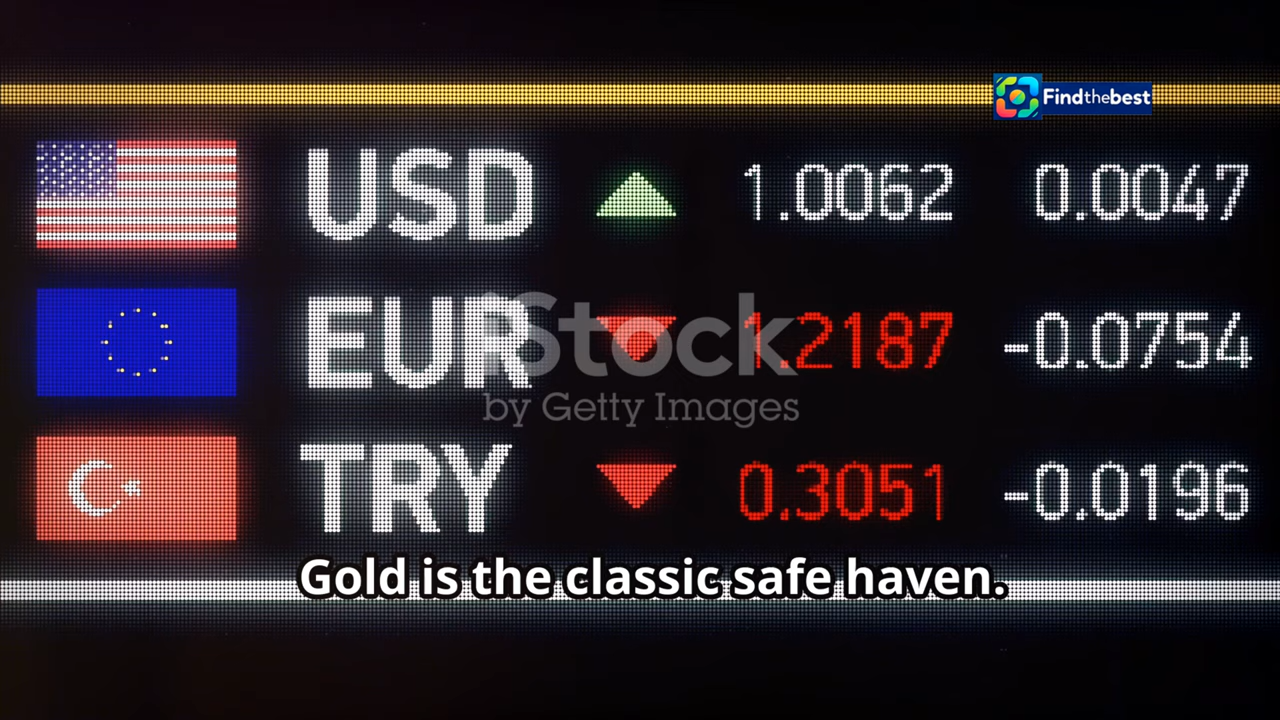 Findthebest
USD 1.0062 0.0047
EUR 1.2187 -0.0754
TRY 0.3051 -0.0196
iStock
by Getty Images
Gold is the classic safe haven.